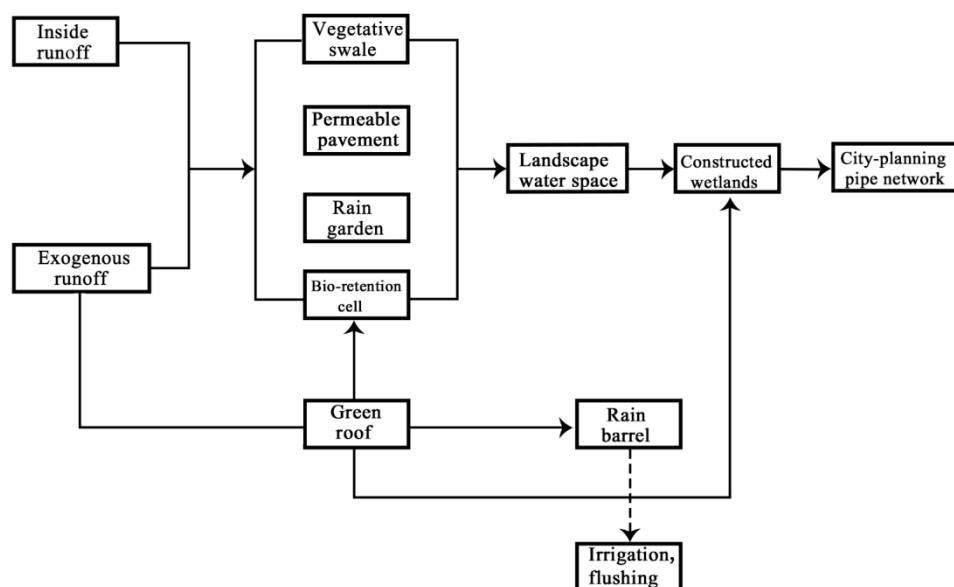 Inside
runoff
Vegetative
swale
Permeable
pavement
Landscape
water space
Constructed
wetlands
City-planning
pipe network
Rain
garden
Exogenous
runoff
Bio-retention
cell
Green
roof
Rain
barrel
Irrigation,
flushing